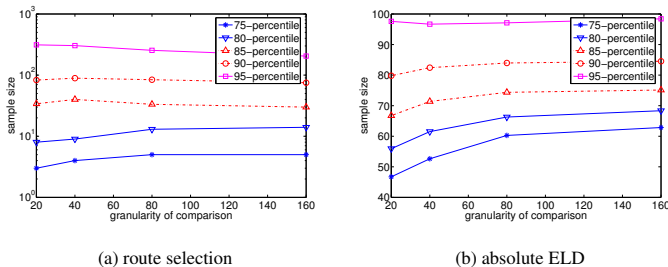 10^3
10^2
10^1
10^0
sample size
75−percentile
80−percentile
85−percentile
90−percentile
95−percentile
20 40 60 80 100 120 140 160
granularity of comparison
(a) route selection
100
90
80
70
60
50
40
sample size
75−percentile
80−percentile
85−percentile
90−percentile
95−percentile
20 40 60 80 100 120 140 160
granularity of comparison
(b) absolute ELD